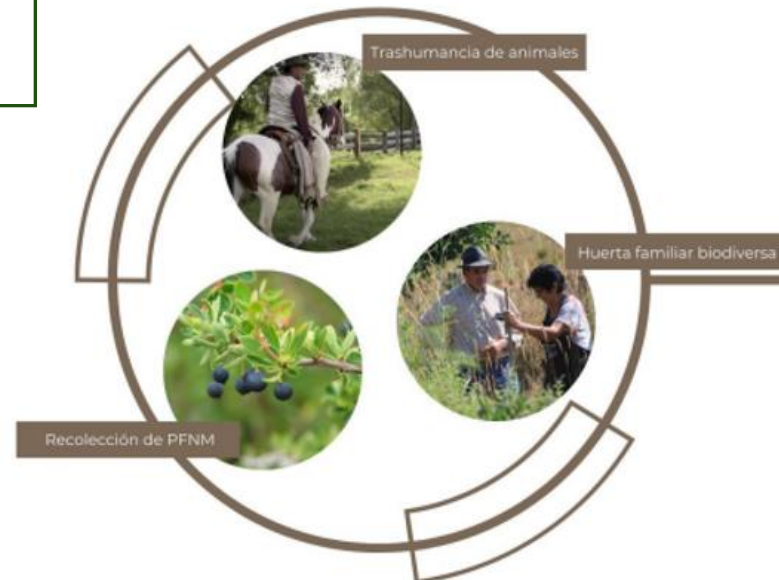 Trashumancia de animales
Huerta familiar biodiversa
Recolección de PFNM